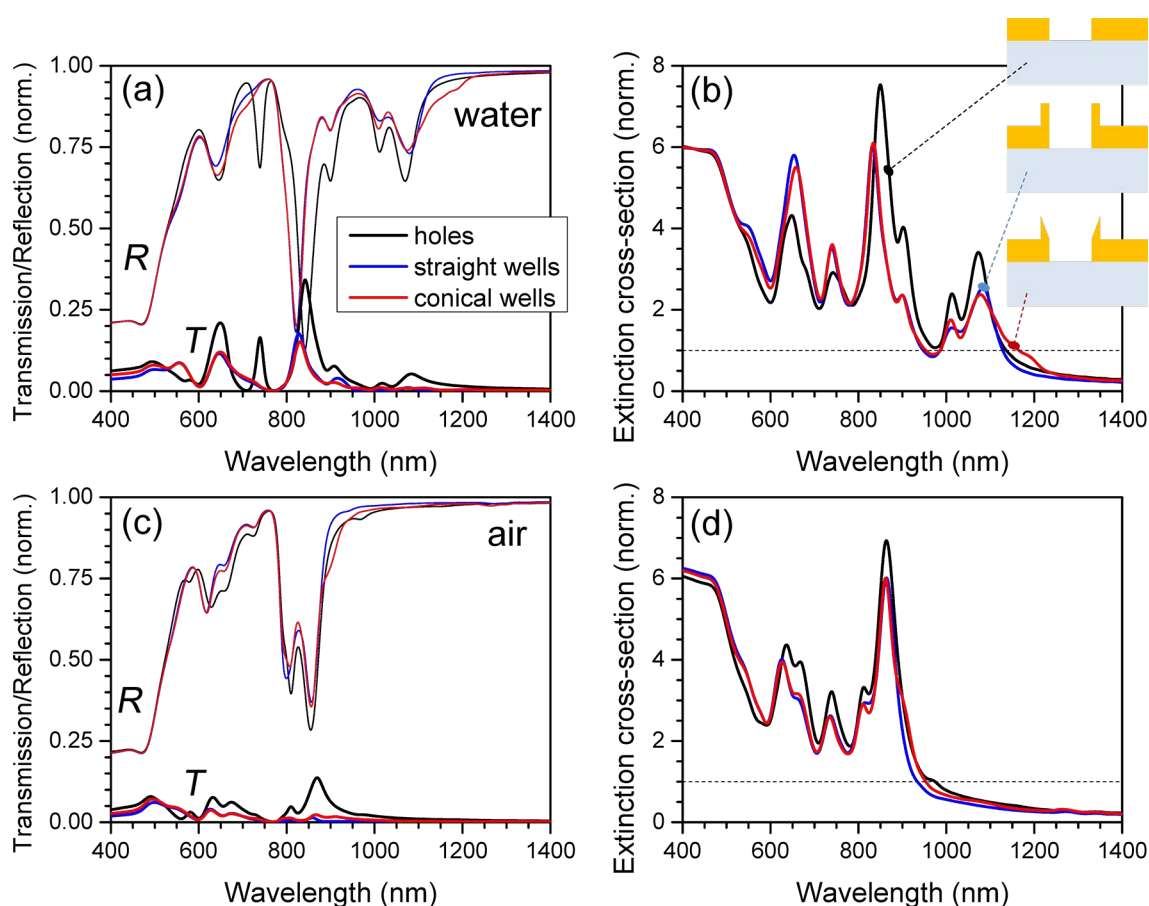 Transmission/Reflection (norm.)
1.00
0.75
0.50
0.25
0.00
(a)
water
R
T
holes
straight wells
conical wells
400 600 800 1000 1200 1400
Wavelength (nm)
Extinction cross-section (norm.)
8
6
4
2
0
(b)
400 600 800 1000 1200 1400
Wavelength (nm)
Transmission/Reflection (norm.)
1.00
0.75
0.50
0.25
0.00
(c)
air
R
T
400 600 800 1000 1200 1400
Wavelength (nm)
Extinction cross-section (norm.)
8
6
4
2
0
(d)
400 600 800 1000 1200 1400
Wavelength (nm)